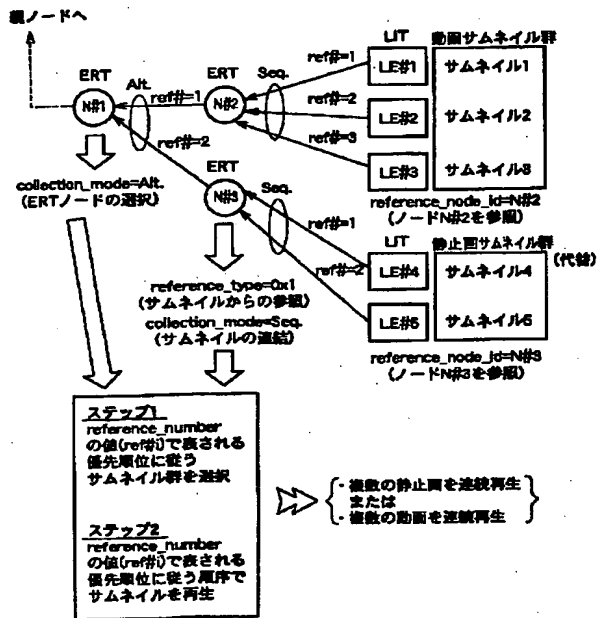 親ノードへ
ERT
N#1
Alt.
ref#=1
ref#=2
ERT
N#2
Seq.
ref#=1
ref#=2
ref#=3
LIT
動画サムネイル群
LE#1
サムネイル1
LE#2
サムネイル2
LE#3
サムネイル3
reference_node_id=N#2
(ノードN#2を参照)
collection_mode=Alt.
(ERTノードの選択)
ERT
N#3
Seq.
ref#=1
ref#=2
LIT
静止画サムネイル群
(代替)
LE#4
サムネイル4
LE#5
サムネイル5
reference_node_id=N#3
(ノードN#3を参照)
reference_type=0x1
(サムネイルからの参照)
collection_mode=Seq.
(サムネイルの連結)
ステップ1
reference_number
の値(ref#i)で表される
優先順位に従う
サムネイル群を選択
ステップ2
reference_number
の値(ref#i)で表される
優先順位に従う順序で
サムネイルを再生
・複数の静止画を連続再生
または
・複数の動画を連続再生